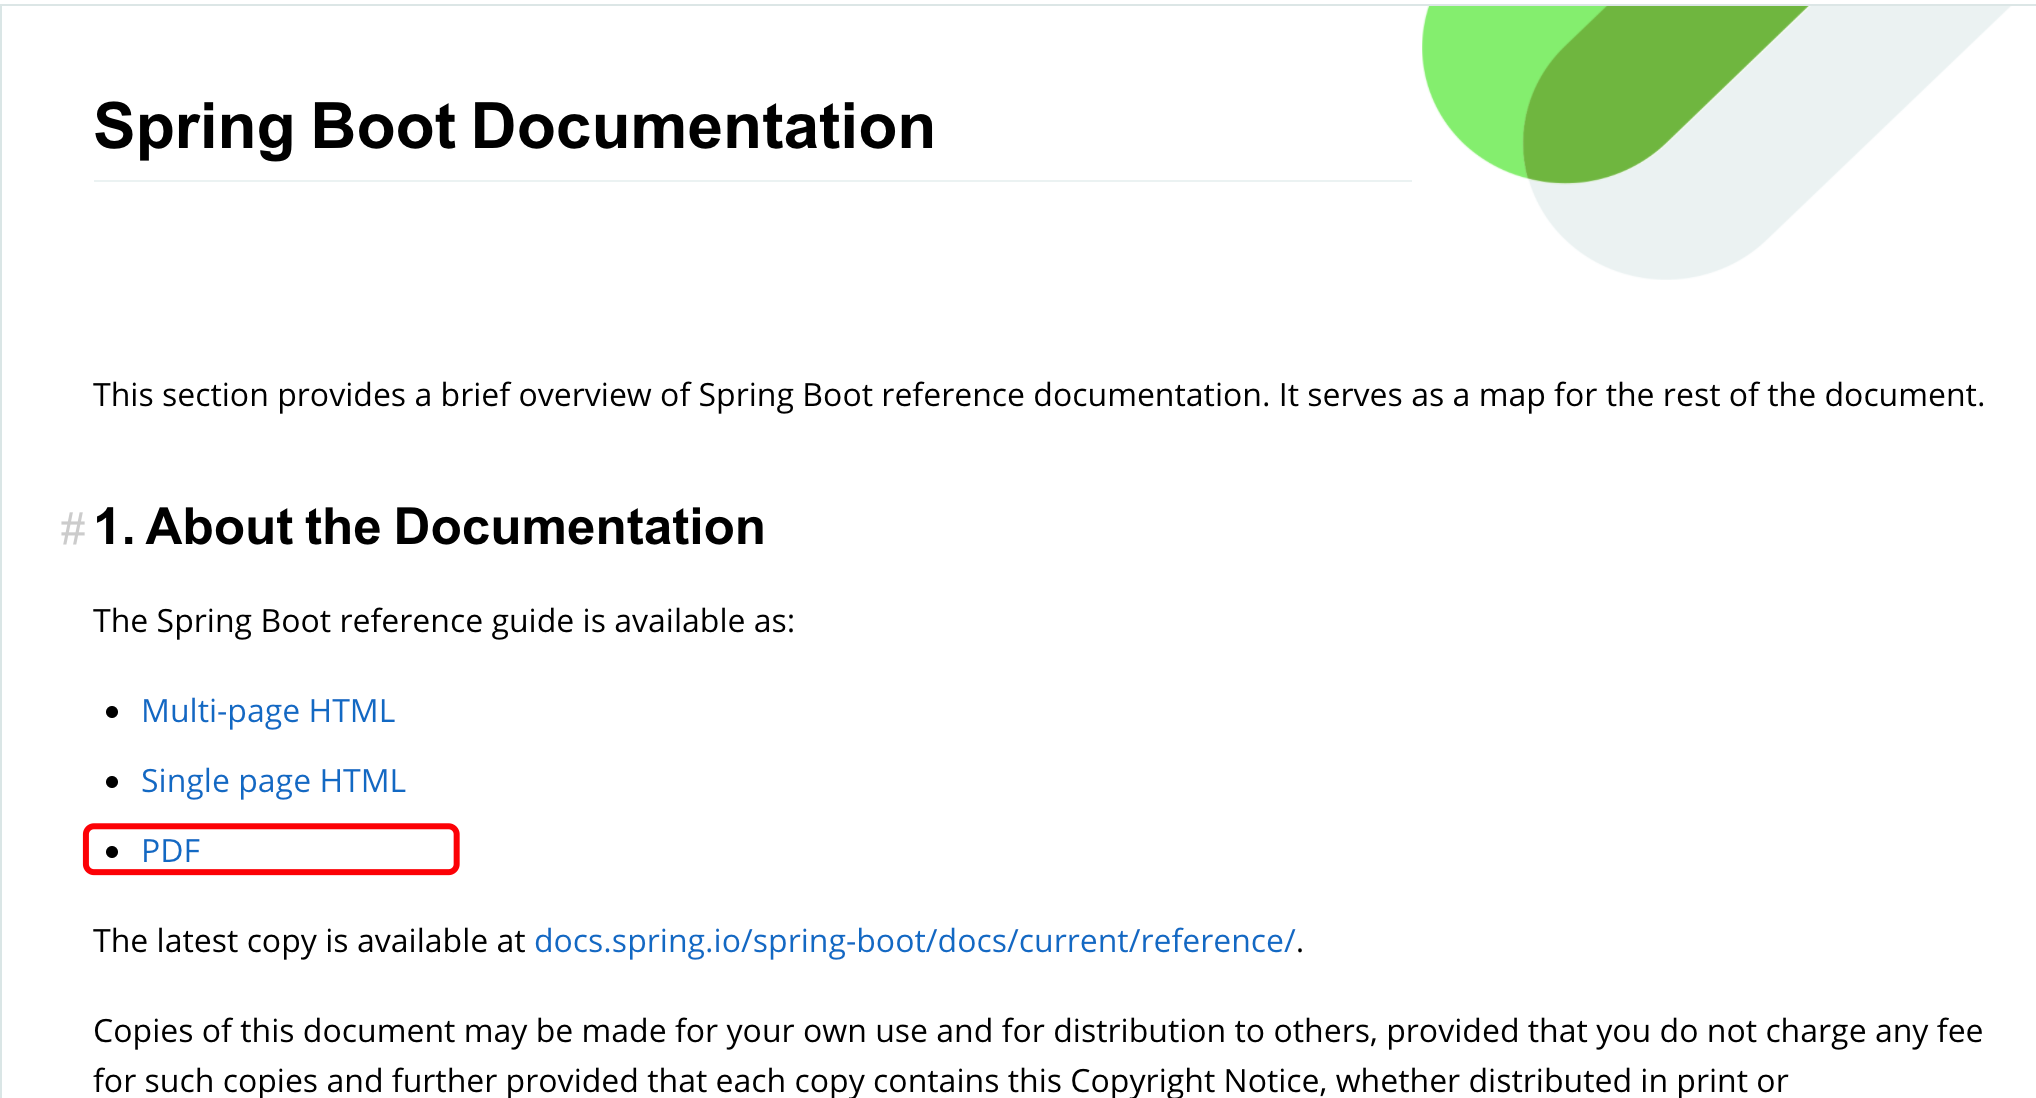 Spring Boot Documentation
This section provides a brief overview of Spring Boot reference documentation. It serves as a map for the rest of the document.
# 1. About the Documentation
The Spring Boot reference guide is available as:
• Multi-page HTML
• Single page HTML
• PDF
The latest copy is available at docs.spring.io/spring-boot/docs/current/reference/.
Copies of this document may be made for your own use and for distribution to others, provided that you do not charge any fee
for such copies and further provided that each copy contains this Copyright Notice, whether distributed in print or